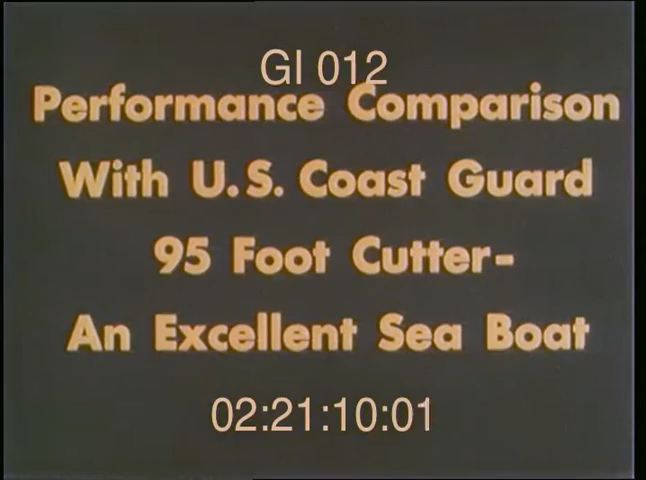 GI 012
Performance Comparison
With U.S. Coast Guard
95 Foot Cutter-
An Excellent Sea Boat
02:21:10:01